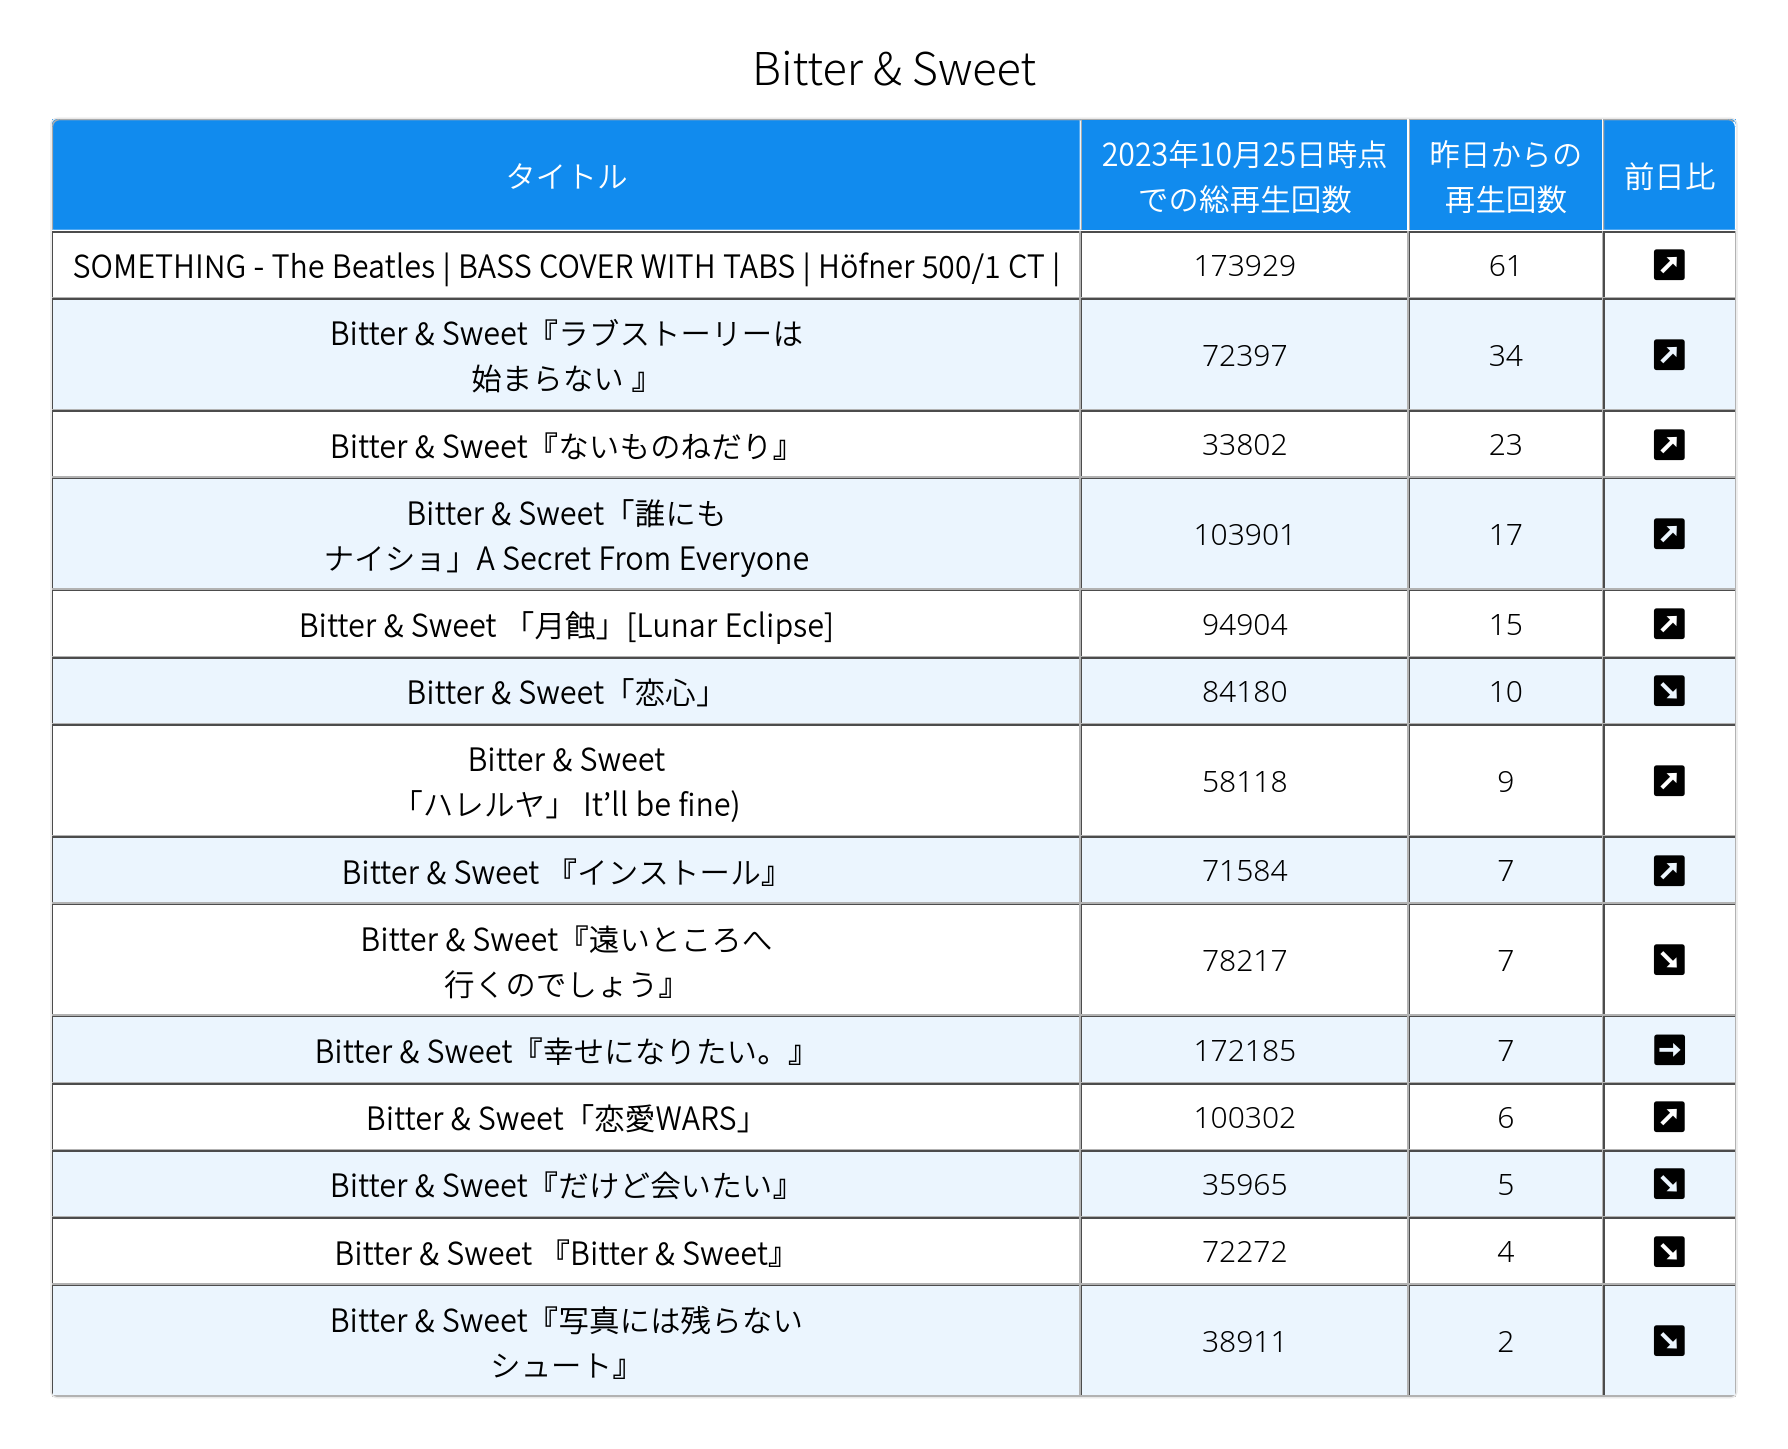 Bitter & Sweet
タイトル
2023年10月25日時点
での総再生回数
昨日からの
再生回数
前日比
SOMETHING - The Beatles | BASS COVER WITH TABS | Höfner 500/1 CT |
173929
61
Bitter & Sweet『ラブストーリーは
始まらない 』
72397
34
Bitter & Sweet『ないものねだり』
33802
23
Bitter & Sweet「誰にも
ナイショ」A Secret From Everyone
103901
17
Bitter & Sweet 「月蝕」[Lunar Eclipse]
94904
15
Bitter & Sweet「恋心」
84180
10
Bitter & Sweet
「ハレルヤ」 It’ll be fine)
58118
9
Bitter & Sweet 『インストール』
71584
7
Bitter & Sweet『遠いところへ
行くのでしょう』
78217
7
Bitter & Sweet『幸せになりたい。』
172185
7
Bitter & Sweet「恋愛WARS」
100302
6
Bitter & Sweet『だけど会いたい』
35965
5
Bitter & Sweet 『Bitter & Sweet』
72272
4
Bitter & Sweet『写真には残らない
シュート』
38911
2